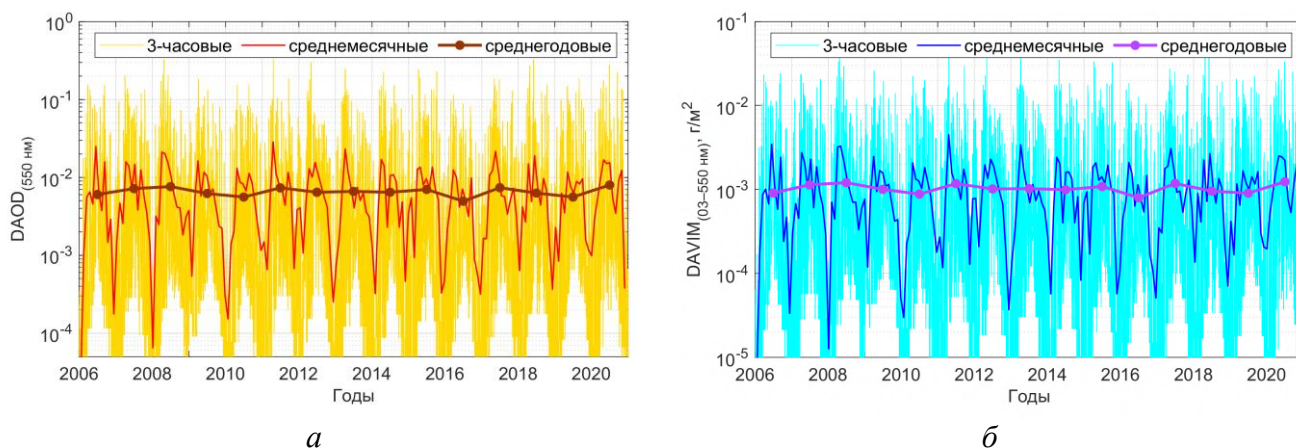 3-часовые среднемесячные среднегодовые
DAOD(550 нм)
10⁰
10⁻¹
10⁻²
10⁻³
10⁻⁴
2006 2008 2010 2012 2014 2016 2018 2020
Годы
а
3-часовые среднемесячные среднегодовые
DAVIM(03–550 нм), г/м²
10⁻¹
10⁻²
10⁻³
10⁻⁴
10⁻⁵
2006 2008 2010 2012 2014 2016 2018 2020
Годы
б